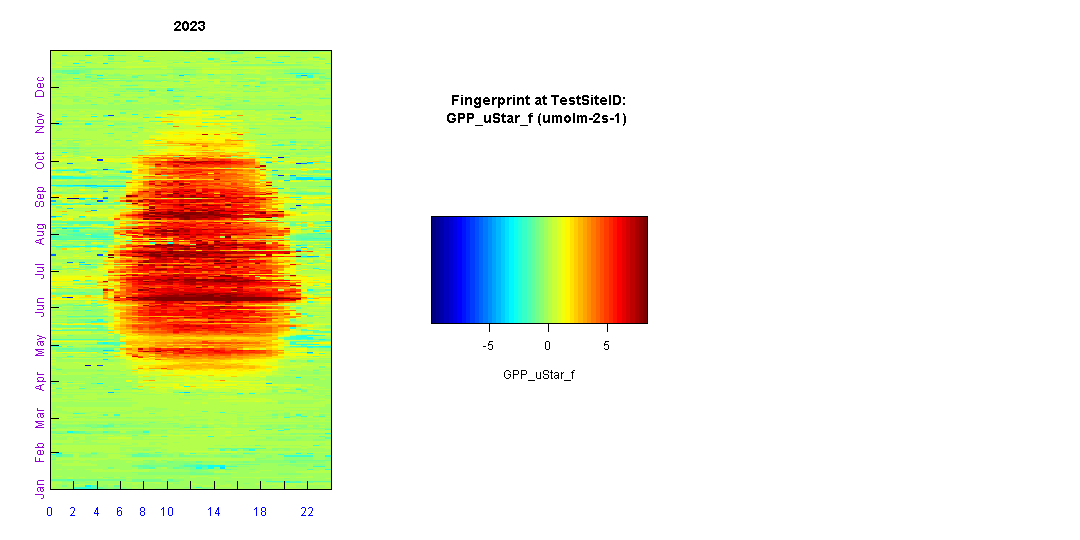 2023
Fingerprint at TestSiteID:
GPP_uStar_f (umolm-2s-1)
Dec
Nov
Oct
Sep
Aug
Jul
Jun
May
Apr
Mar
Feb
Jan
0 2 4 6 8 10 14 18 22
-5 0 5
GPP_uStar_f